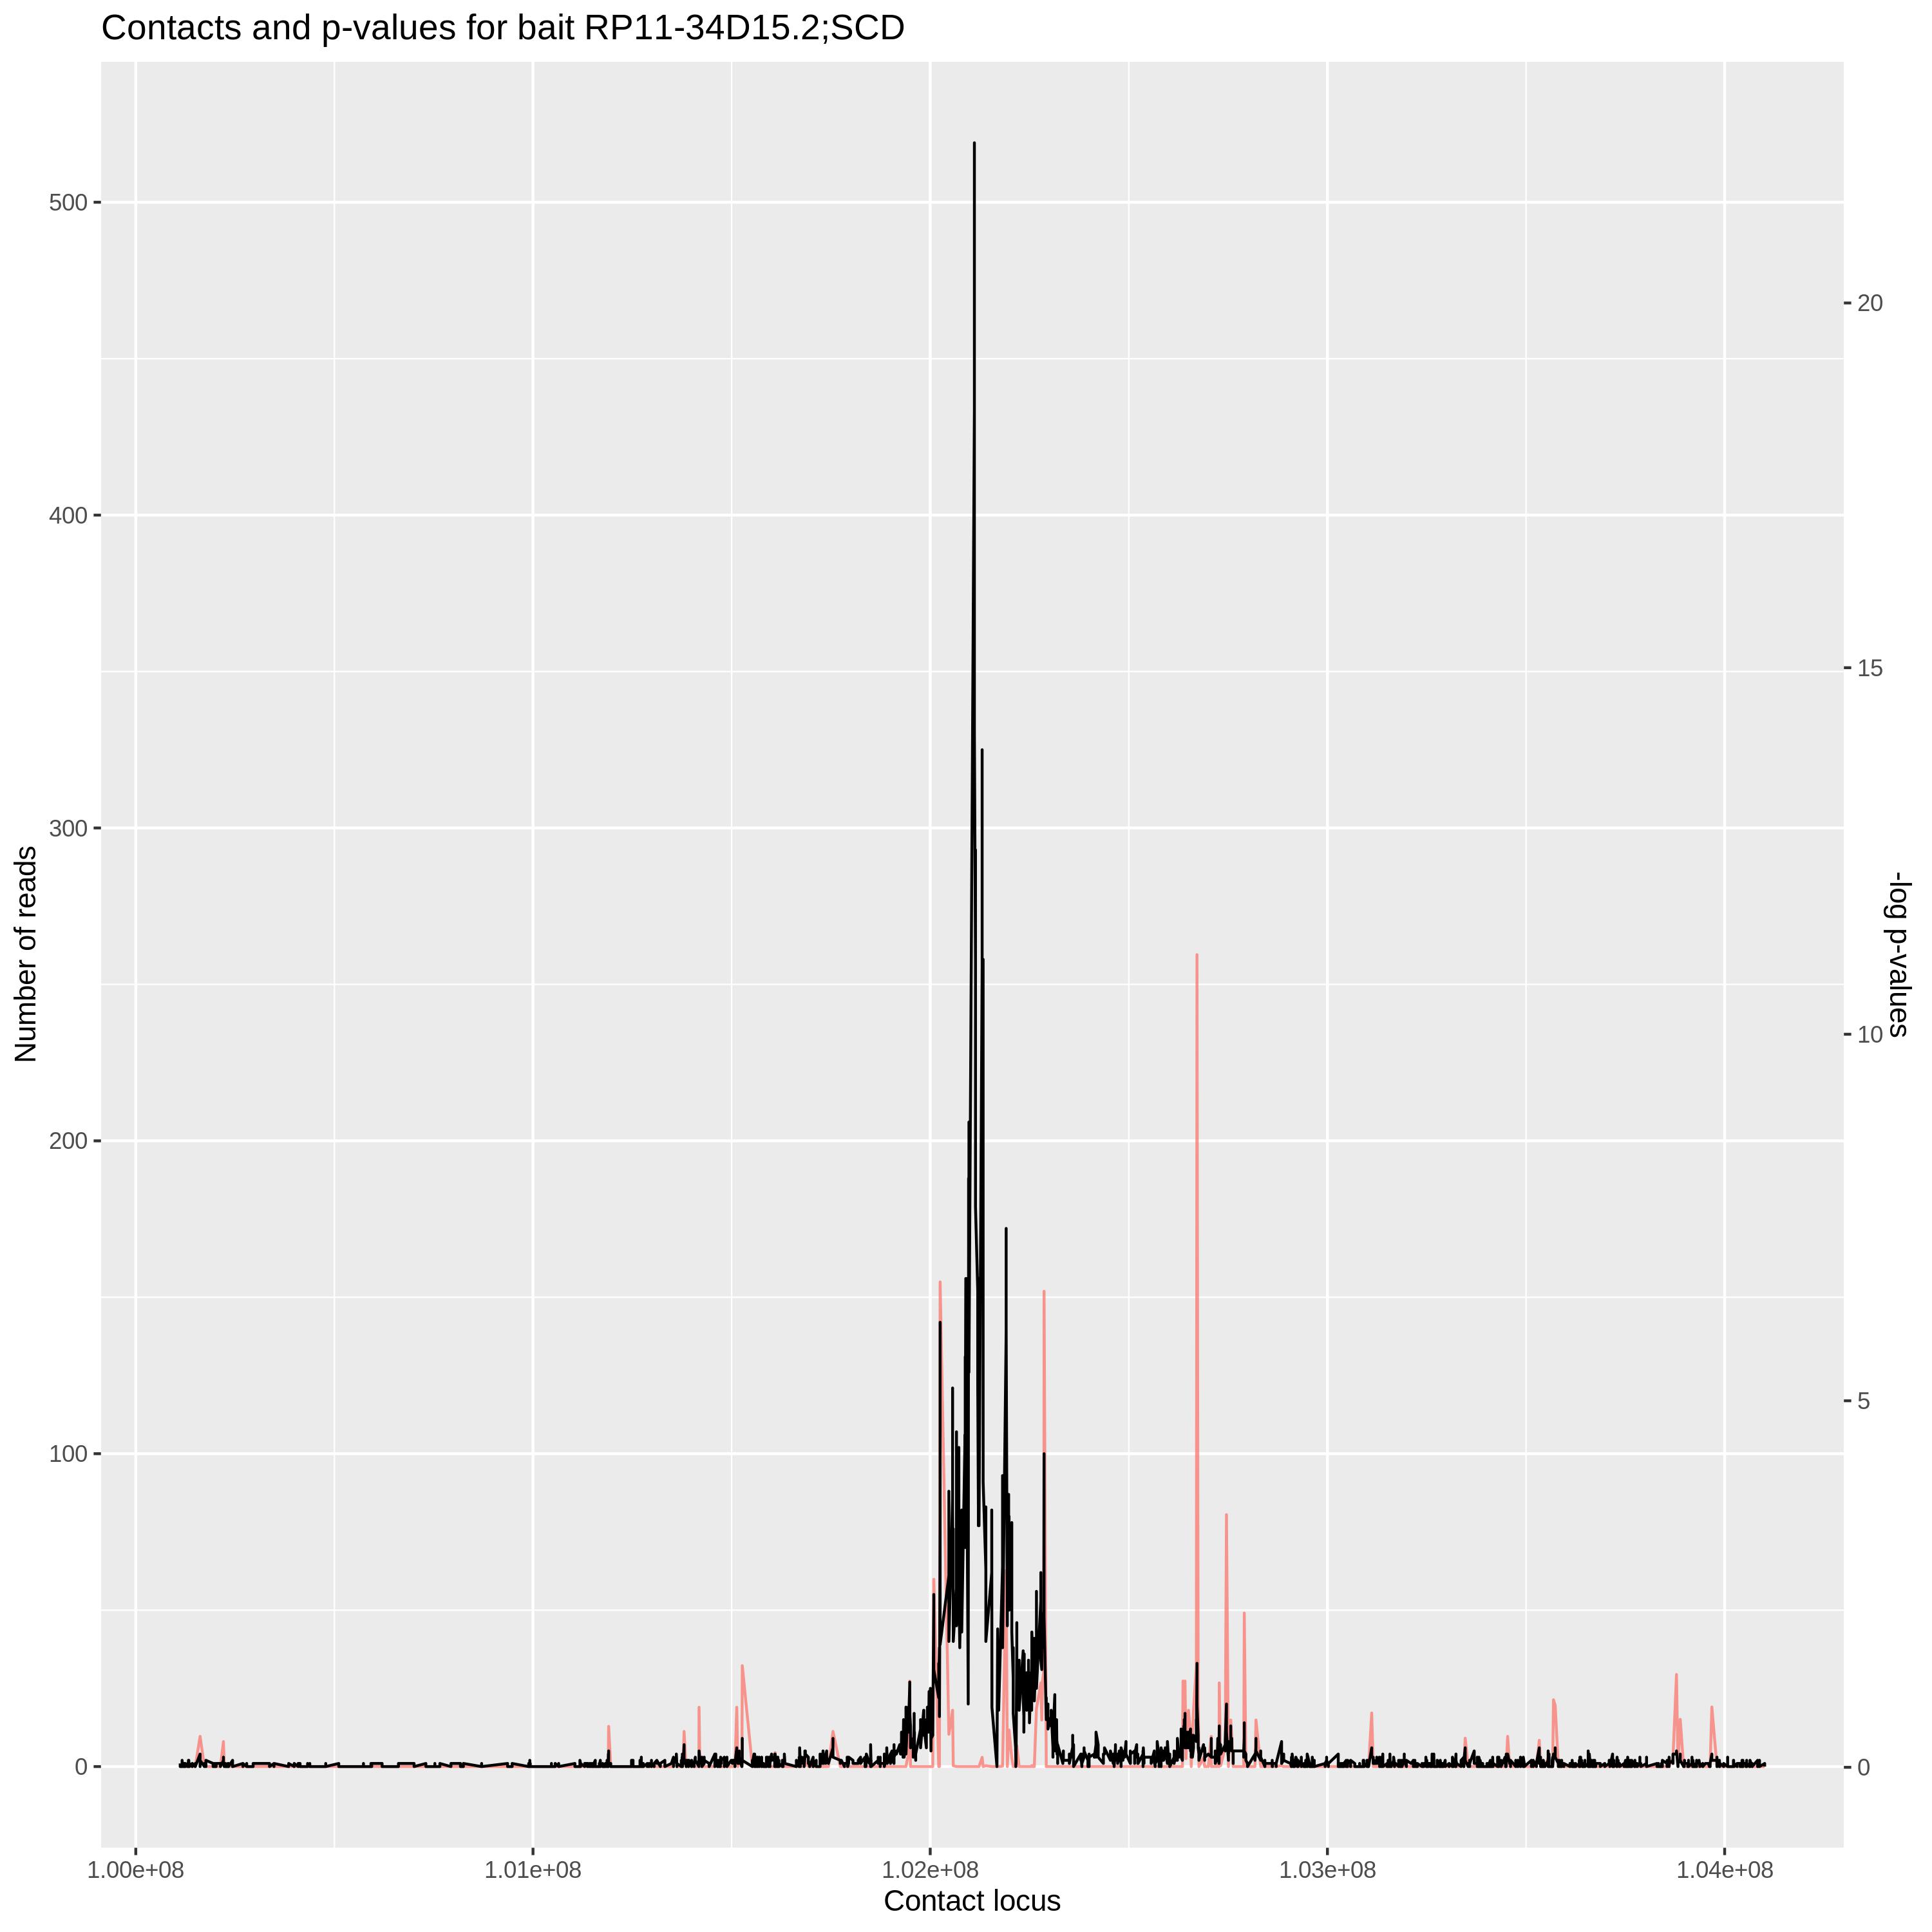 Contacts and p-values for bait RP11-34D15.2;SCD
500
400
300
200
100
0
Number of reads
20
15
10
5
0
-log p-values
1.00e+08 1.01e+08 1.02e+08 1.03e+08 1.04e+08
Contact locus